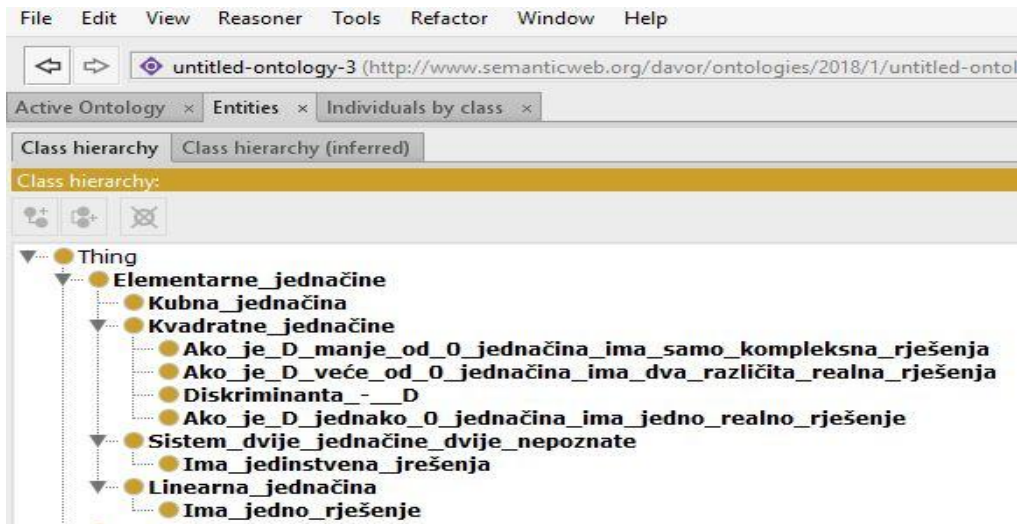 File Edit View Reasoner Tools Refactor Window Help
untitled-ontology-3 (http://www.semanticweb.org/davor/ontologies/2018/1/untitled-ontol
Active Ontology × Entities × Individuals by class ×
Class hierarchy Class hierarchy (inferred)
Class hierarchy:
Thing
Elementarne_jednačine
Kubna_jednačina
Kvadratne_jednačine
Ako_je_D_manje_od_0_jednačina_ima_samo_kompleksna_rješenja
Ako_je_D_veće_od_0_jednačina_ima_dva_različita_realna_rješenja
Diskriminanta_-__D
Ako_je_D_jednako_0_jednačina_ima_jedno_realno_rješenje
Sistem_dvije_jednačine_dvije_nepoznate
Ima_jedinstvena_jrešenja
Linearna_jednačina
Ima_jedno_rješenje